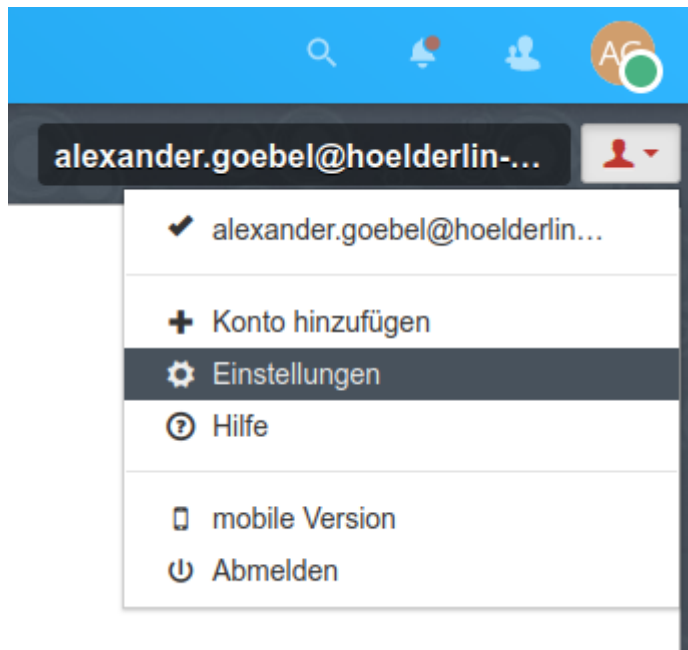 AG
alexander.goebel@hoelderlin-...
alexander.goebel@hoelderlin...
Konto hinzufügen
Einstellungen
Hilfe
mobile Version
Abmelden